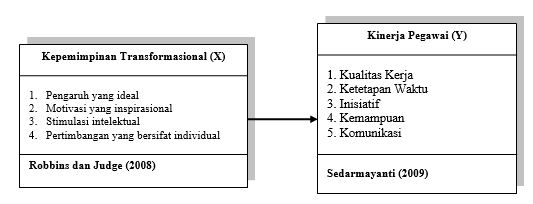 Kepemimpinan Transformasional (X)
1. Pengaruh yang ideal
2. Motivasi yang inspirasional
3. Stimulasi intelektual
4. Pertimbangan yang bersifat individual
Robbins dan Judge (2008)
Kinerja Pegawai (Y)
1. Kualitas Kerja
2. Ketetapan Waktu
3. Inisiatif
4. Kemampuan
5. Komunikasi
Sedarmayanti (2009)